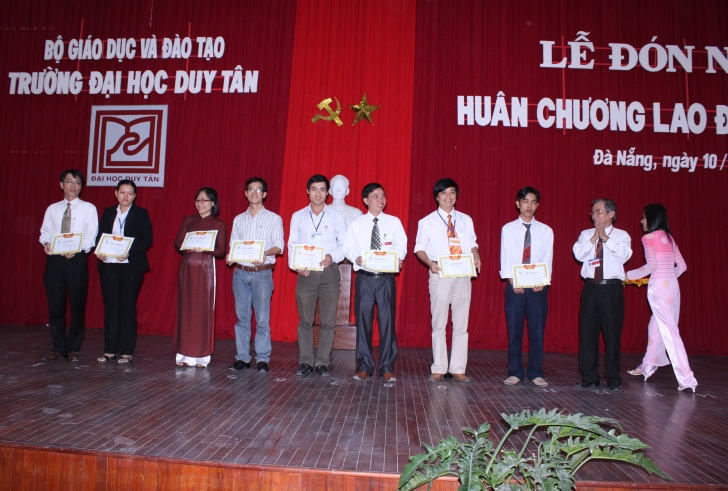 BỘ GIÁO DỤC VÀ ĐÀO TẠO
TRƯỜNG ĐẠI HỌC DUY TÂN
ĐẠI HỌC DUY TÂN
LỄ ĐÓN N
HUÂN CHƯƠNG LAO Đ
Đà Nẵng, ngày 10/